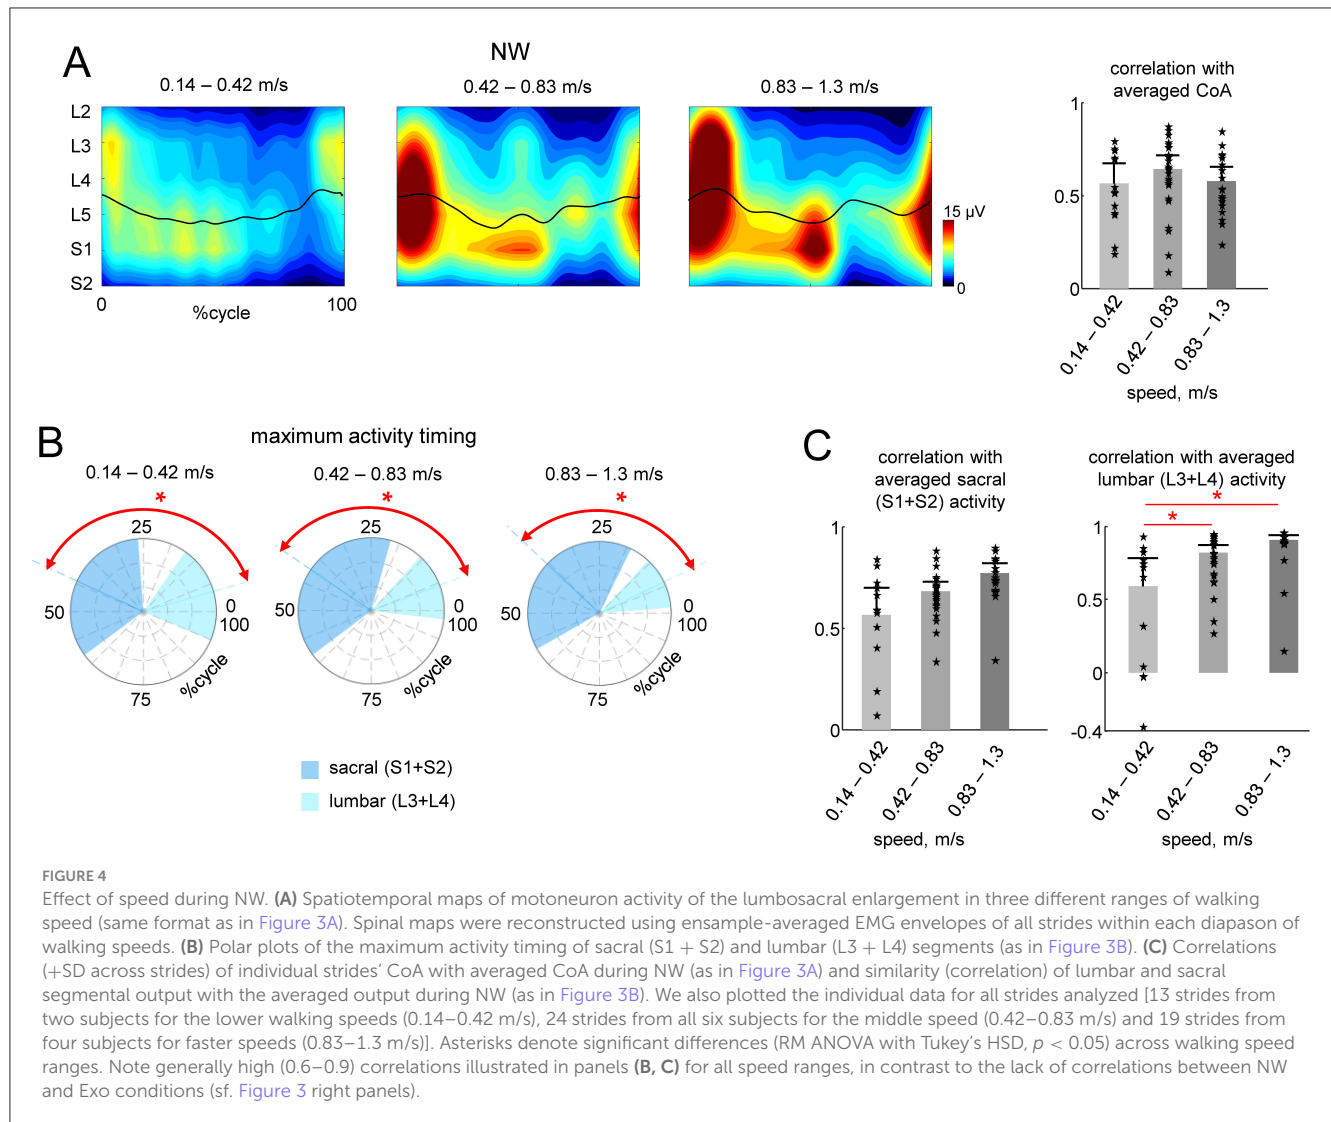 A
NW
0.14 – 0.42 m/s
0.42 – 0.83 m/s
0.83 – 1.3 m/s
L2
L3
L4
L5
S1
S2
0
100
%cycle
15 µV
0
correlation with
averaged CoA
1
0.5
0
0.14 – 0.42
0.42 – 0.83
0.83 – 1.3
speed, m/s
B
maximum activity timing
0.14 – 0.42 m/s
0.42 – 0.83 m/s
0.83 – 1.3 m/s
*
*
*
25
50
0
100
75
%cycle
25
50
0
100
75
%cycle
25
50
0
100
75
%cycle
sacral (S1+S2)
lumbar (L3+L4)
C
correlation with
averaged sacral
(S1+S2) activity
1
0.5
0
0.14 – 0.42
0.42 – 0.83
0.83 – 1.3
speed, m/s
correlation with averaged
lumbar (L3+L4) activity
*
*
1
0.5
0
-0.4
0.14 – 0.42
0.42 – 0.83
0.83 – 1.3
speed, m/s
FIGURE 4
Effect of speed during NW. (A) Spatiotemporal maps of motoneuron activity of the lumbosacral enlargement in three different ranges of walking
speed (same format as in Figure 3A). Spinal maps were reconstructed using ensample-averaged EMG envelopes of all strides within each diapason of
walking speeds. (B) Polar plots of the maximum activity timing of sacral (S1 + S2) and lumbar (L3 + L4) segments (as in Figure 3B). (C) Correlations
(+SD across strides) of individual strides' CoA with averaged CoA during NW (as in Figure 3A) and similarity (correlation) of lumbar and sacral
segmental output with the averaged output during NW (as in Figure 3B). We also plotted the individual data for all strides analyzed [13 strides from
two subjects for the lower walking speeds (0.14–0.42 m/s), 24 strides from all six subjects for the middle speed (0.42–0.83 m/s) and 19 strides from
four subjects for faster speeds (0.83–1.3 m/s)]. Asterisks denote significant differences (RM ANOVA with Tukey's HSD, p < 0.05) across walking speed
ranges. Note generally high (0.6–0.9) correlations illustrated in panels (B, C) for all speed ranges, in contrast to the lack of correlations between NW
and Exo conditions (sf. Figure 3 right panels).